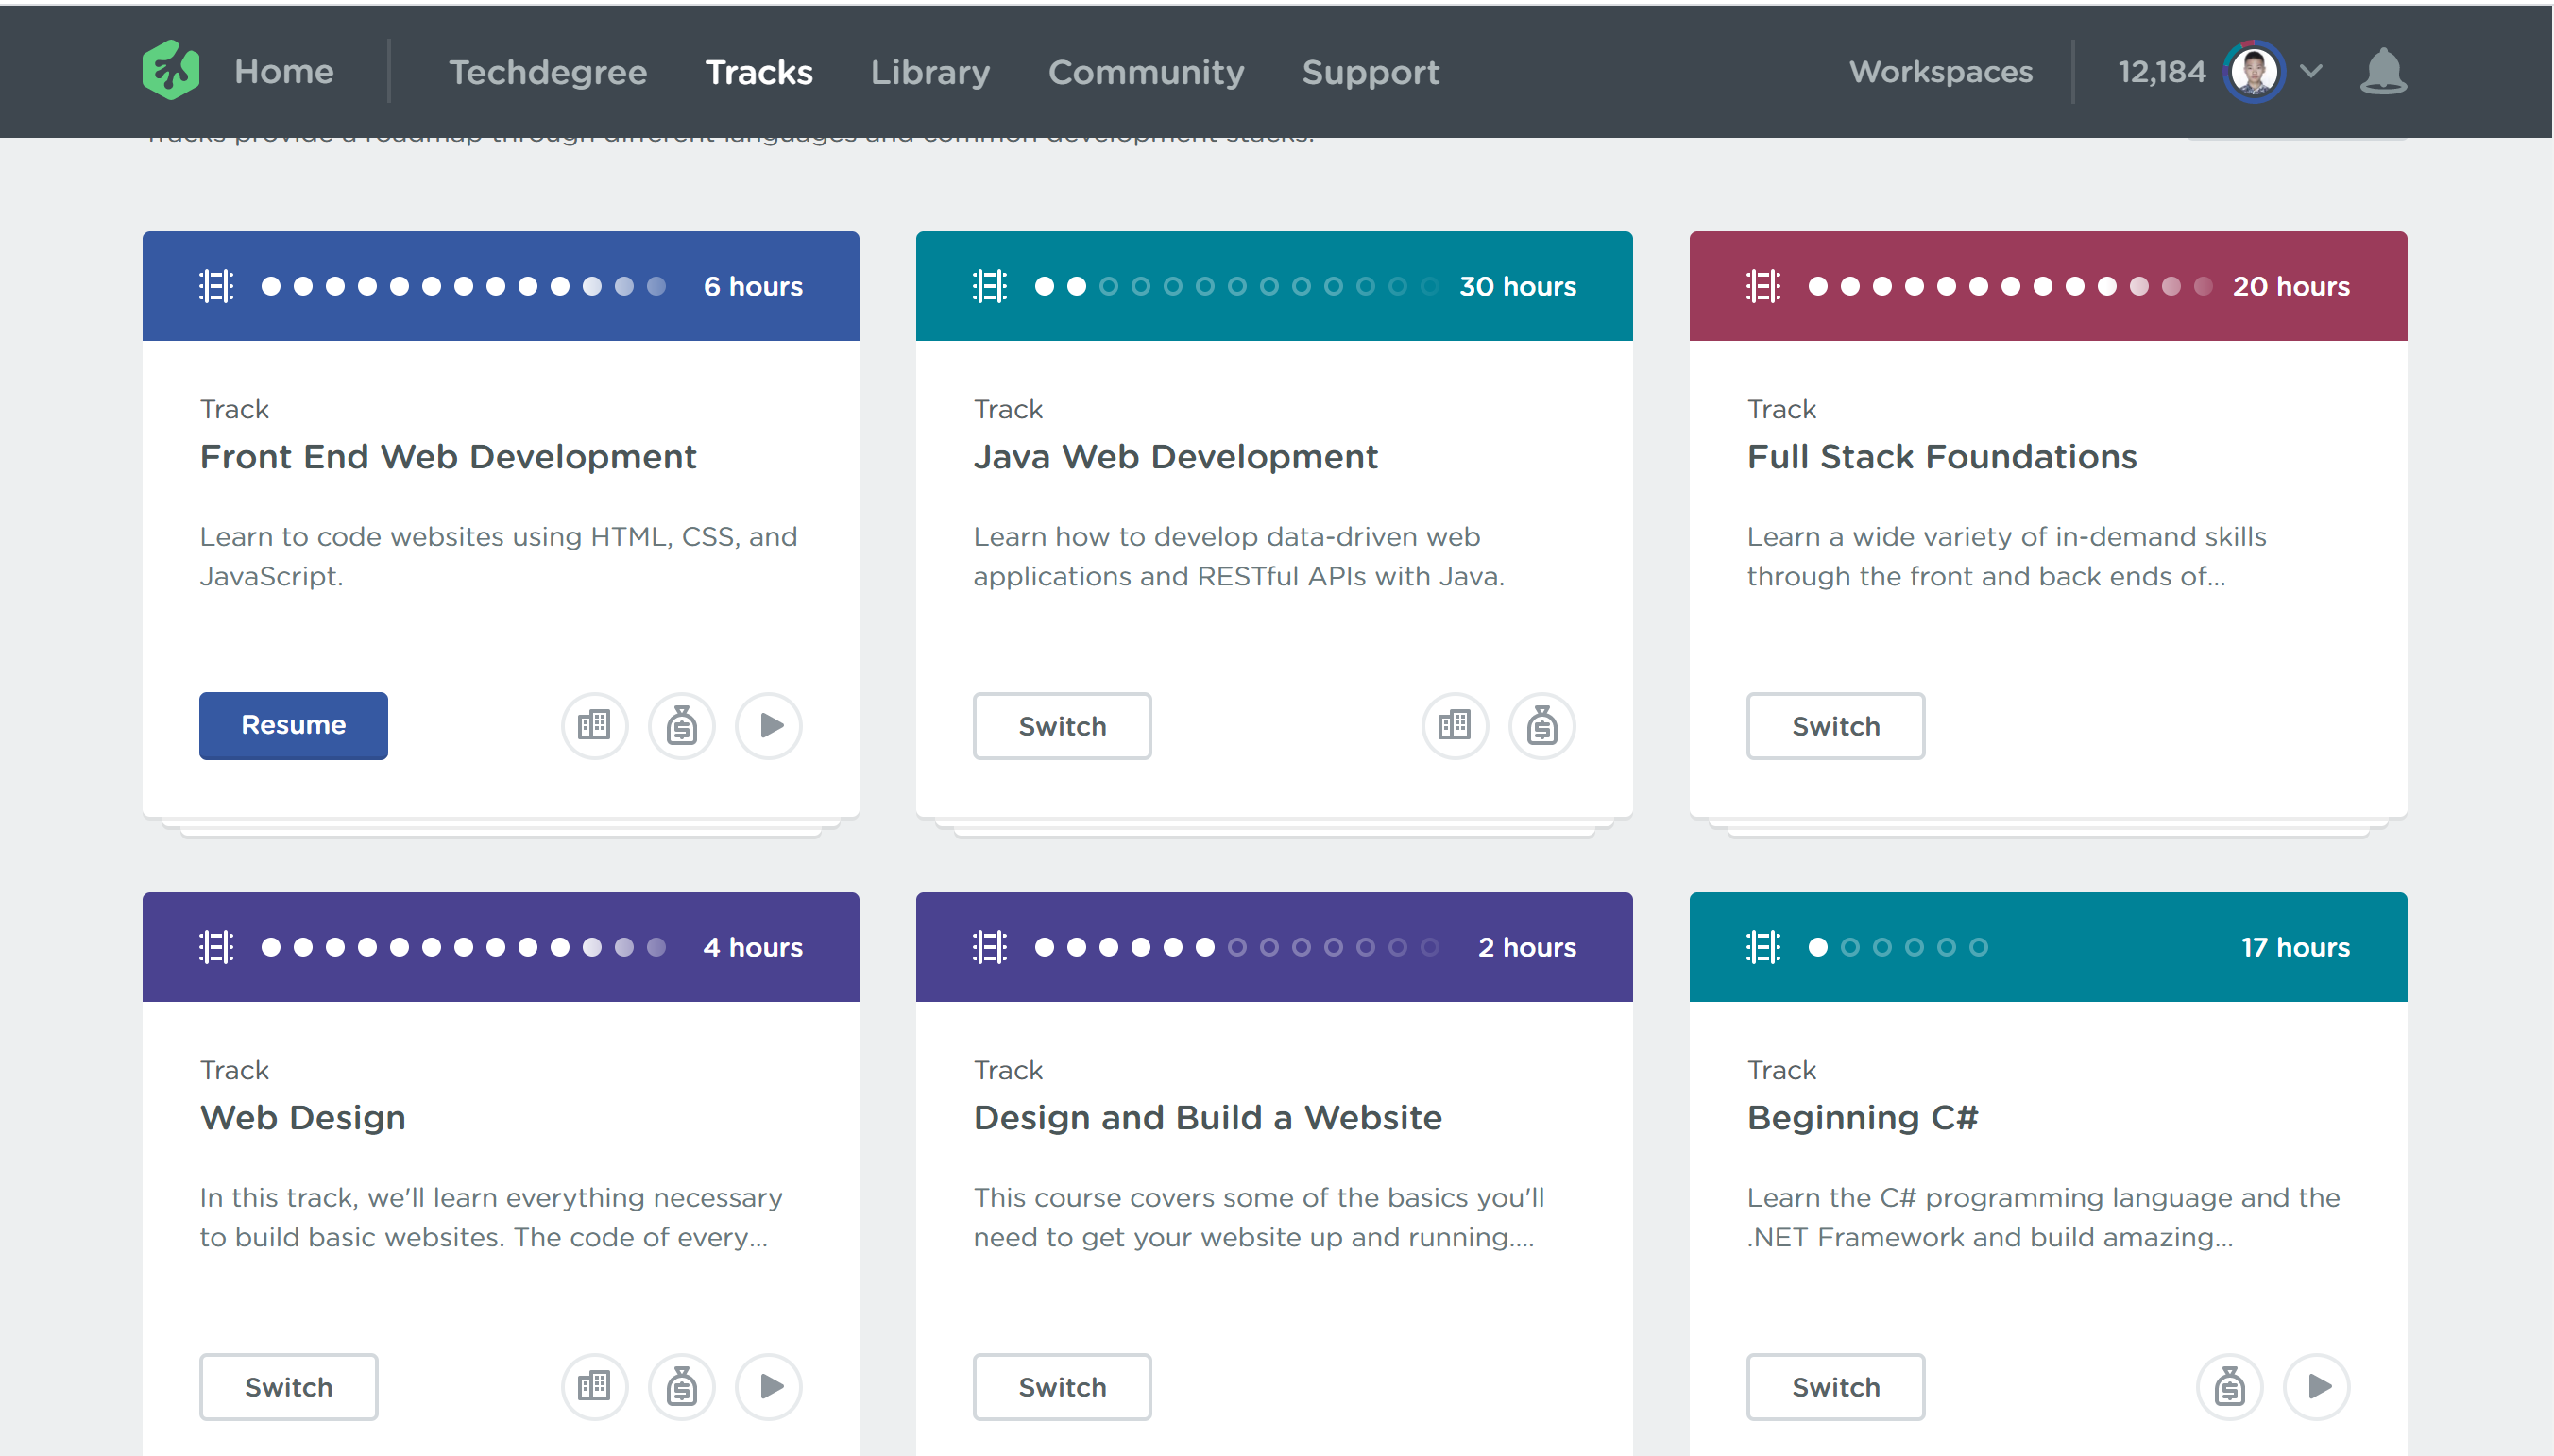 Home
Techdegree
Tracks
Library
Community
Support
Workspaces
12,184
Tracks provide a roadmap through different languages and common development stacks.
6 hours
Track
Front End Web Development
Learn to code websites using HTML, CSS, and
JavaScript.
Resume
30 hours
Track
Java Web Development
Learn how to develop data-driven web
applications and RESTful APIs with Java.
Switch
20 hours
Track
Full Stack Foundations
Learn a wide variety of in-demand skills
through the front and back ends of...
Switch
4 hours
Track
Web Design
In this track, we'll learn everything necessary
to build basic websites. The code of every...
Switch
2 hours
Track
Design and Build a Website
This course covers some of the basics you'll
need to get your website up and running....
Switch
17 hours
Track
Beginning C#
Learn the C# programming language and the
.NET Framework and build amazing...
Switch